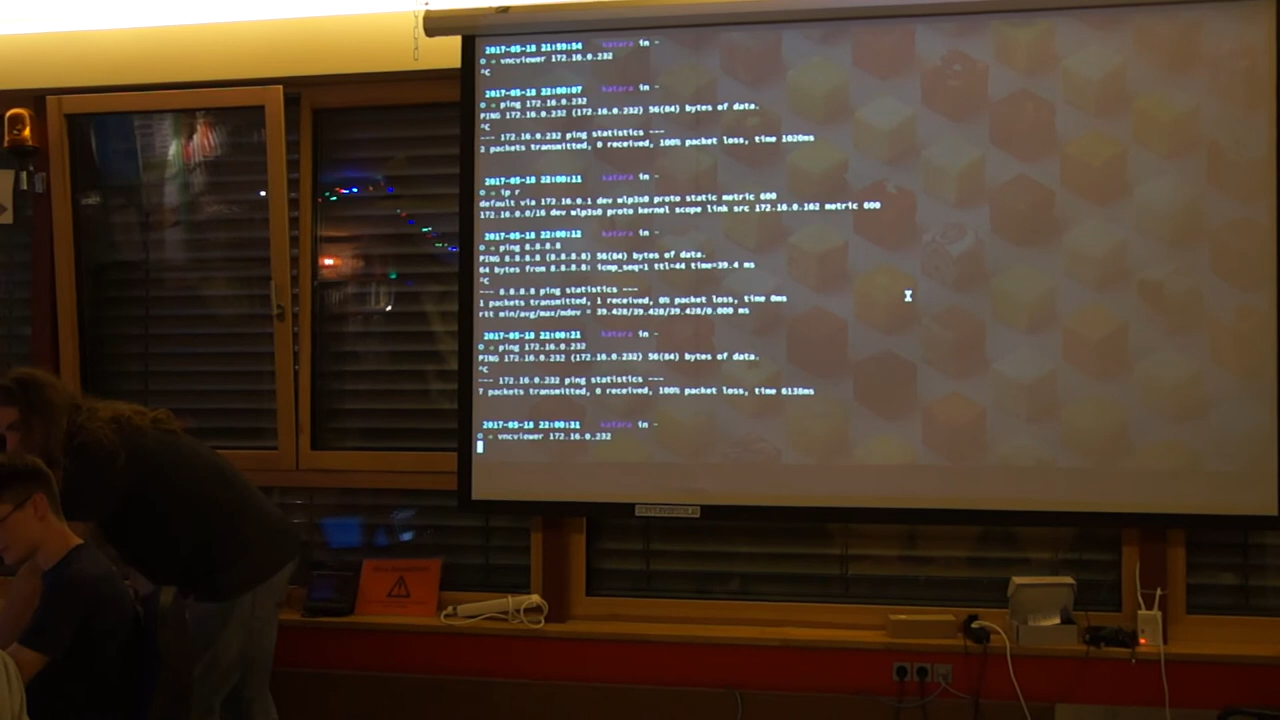 2017-05-18 21:59:54 katara in ~
○ → vncviewer 172.16.0.232
^C
2017-05-18 22:00:07 katara in ~
○ → ping 172.16.0.232
PING 172.16.0.232 (172.16.0.232) 56(84) bytes of data.
^C
--- 172.16.0.232 ping statistics ---
2 packets transmitted, 0 received, 100% packet loss, time 1020ms
2017-05-18 22:00:11 katara in ~
○ → ip r
default via 172.16.0.1 dev wlp3s0 proto static metric 600
172.16.0.0/16 dev wlp3s0 proto kernel scope link src 172.16.0.162 metric 600
2017-05-18 22:00:12 katara in ~
○ → ping 8.8.8.8
PING 8.8.8.8 (8.8.8.8) 56(84) bytes of data.
64 bytes from 8.8.8.8: icmp_seq=1 ttl=44 time=39.4 ms
^C
--- 8.8.8.8 ping statistics ---
1 packets transmitted, 1 received, 0% packet loss, time 0ms
rtt min/avg/max/mdev = 39.428/39.428/39.428/0.000 ms
2017-05-18 22:00:21 katara in ~
○ → ping 172.16.0.232
PING 172.16.0.232 (172.16.0.232) 56(84) bytes of data.
^C
--- 172.16.0.232 ping statistics ---
7 packets transmitted, 0 received, 100% packet loss, time 6138ms
2017-05-18 22:00:31 katara in ~
○ → vncviewer 172.16.0.232